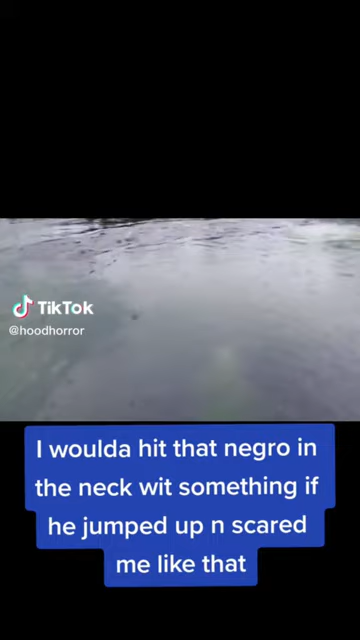 TikTok
@hoodhorror
I woulda hit that negro in
the neck wit something if
he jumped up n scared
me like that